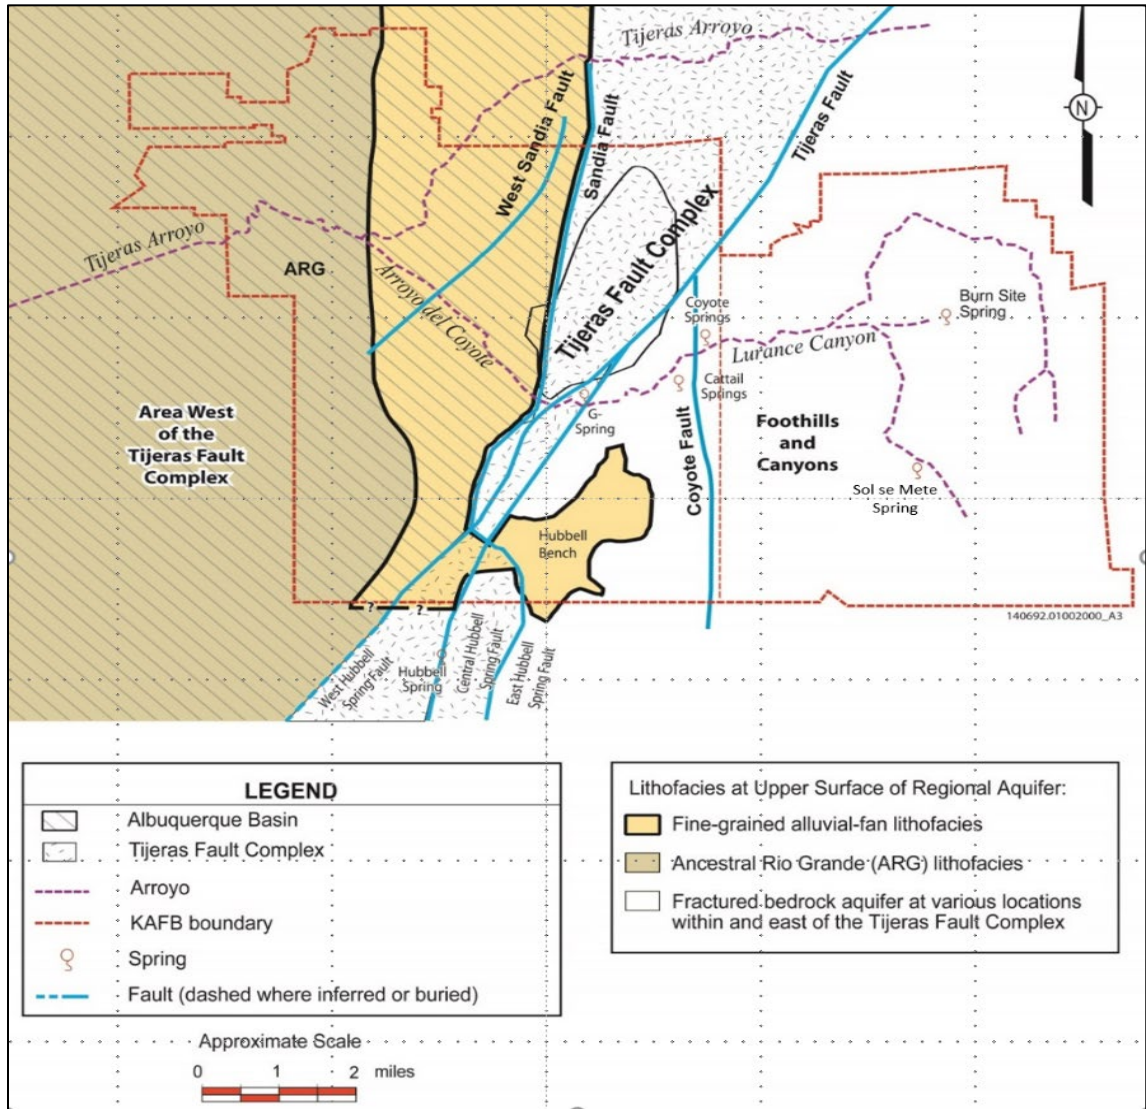 Tijeras Arroyo
N
West Sandia Fault
Sandia Fault
Tijeras Fault
Tijeras Fault Complex
Tijeras Arroyo
ARG
Arroyo del Coyote
Coyote
Springs
Burn Site
Spring
Lurance Canyon
Cattail
Springs
G-
Spring
Area West
of the
Tijeras Fault
Complex
Coyote Fault
Foothills
and
Canyons
Sol se Mete
Spring
Hubbell
Bench
?
?
140692.01002000_A3
West Hubbell
Spring Fault
Hubbell
Spring
Central Hubbell
Spring Fault
East Hubbell
Spring Fault
LEGEND
Albuquerque Basin
Tijeras Fault Complex
Arroyo
KAFB boundary
Spring
Fault (dashed where inferred or buried)
Lithofacies at Upper Surface of Regional Aquifer:
Fine-grained alluvial-fan lithofacies
Ancestral Rio Grande (ARG) lithofacies
Fractured bedrock aquifer at various locations
within and east of the Tijeras Fault Complex
Approximate Scale
0 1 2 miles